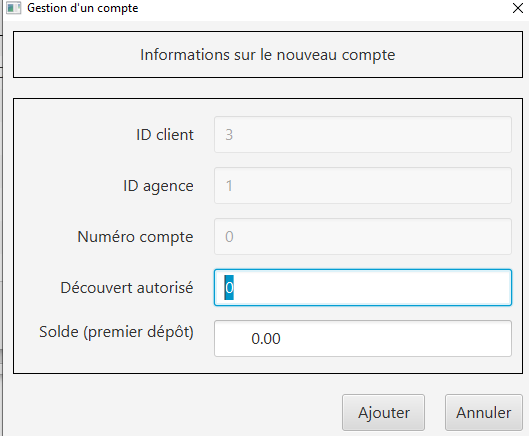 Gestion d'un compte
Informations sur le nouveau compte
ID client 3
ID agence 1
Numéro compte 0
Découvert autorisé 0
Solde (premier dépôt) 0.00
Ajouter Annuler